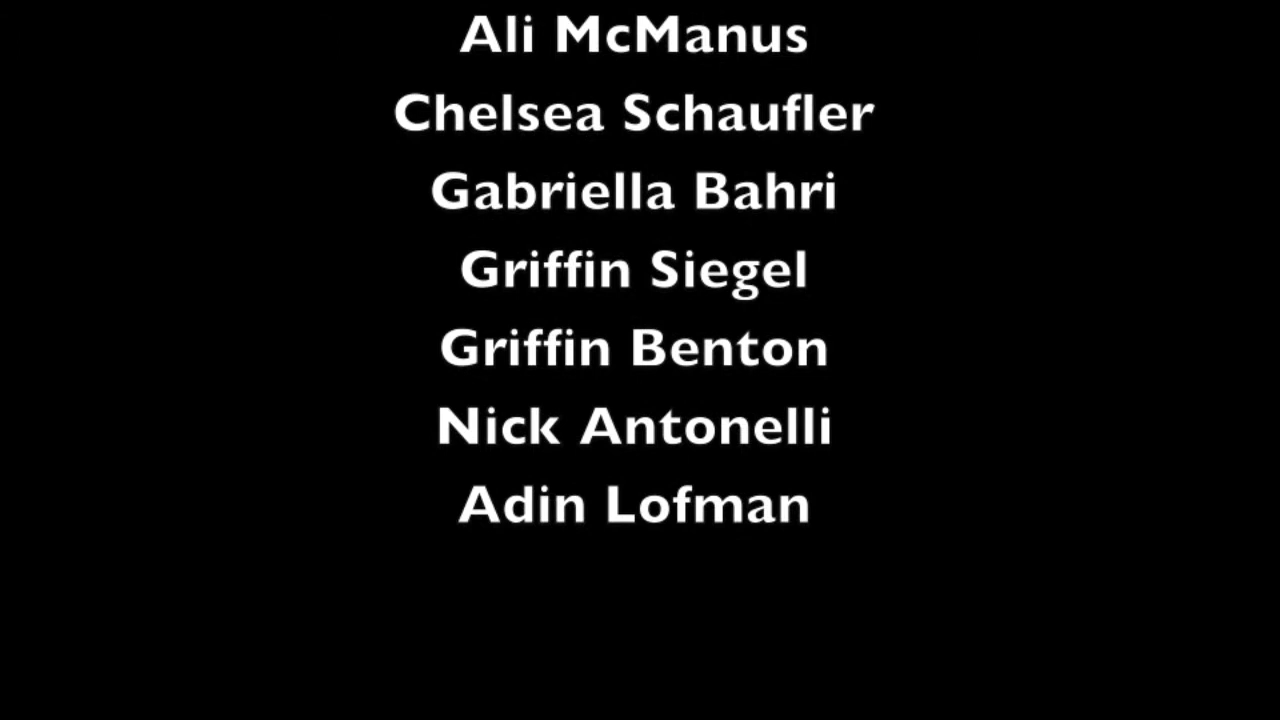 Ali McManus
Chelsea Schaufler
Gabriella Bahri
Griffin Siegel
Griffin Benton
Nick Antonelli
Adin Lofman